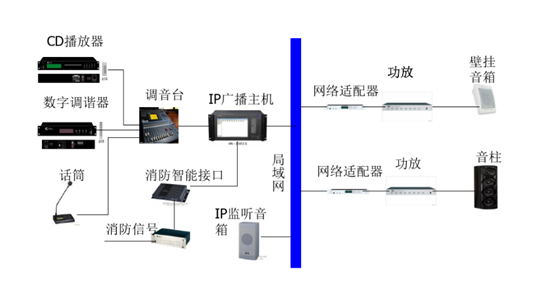 CD播放器
数字调谐器
话筒
调音台
IP广播主机
消防智能接口
消防信号
IP监听音
箱
局
域
网
网络适配器
功放
壁挂
音箱
网络适配器
功放
音柱